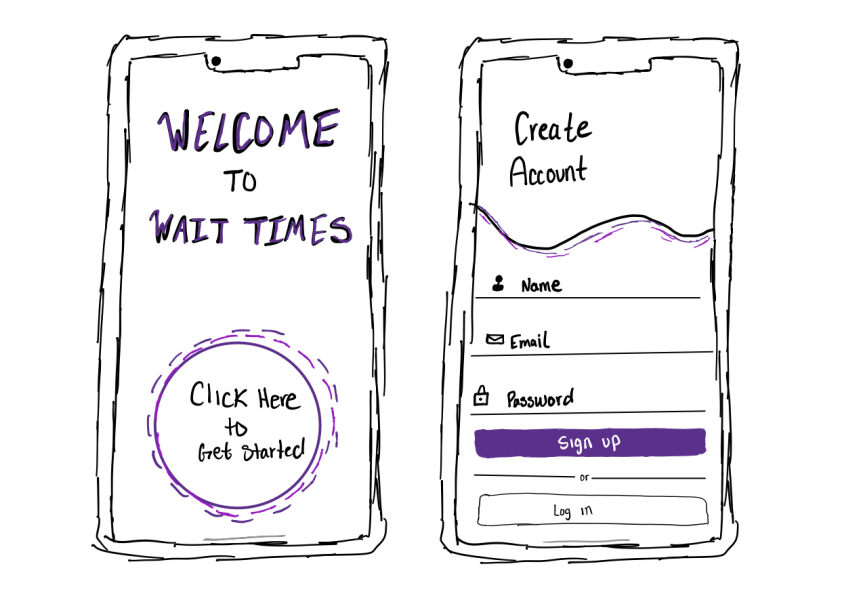 WELCOME
TO
WAIT TIMES
Click Here
to
Get Started
Create
Account
Name
Email
Password
Sign up
or
Log in